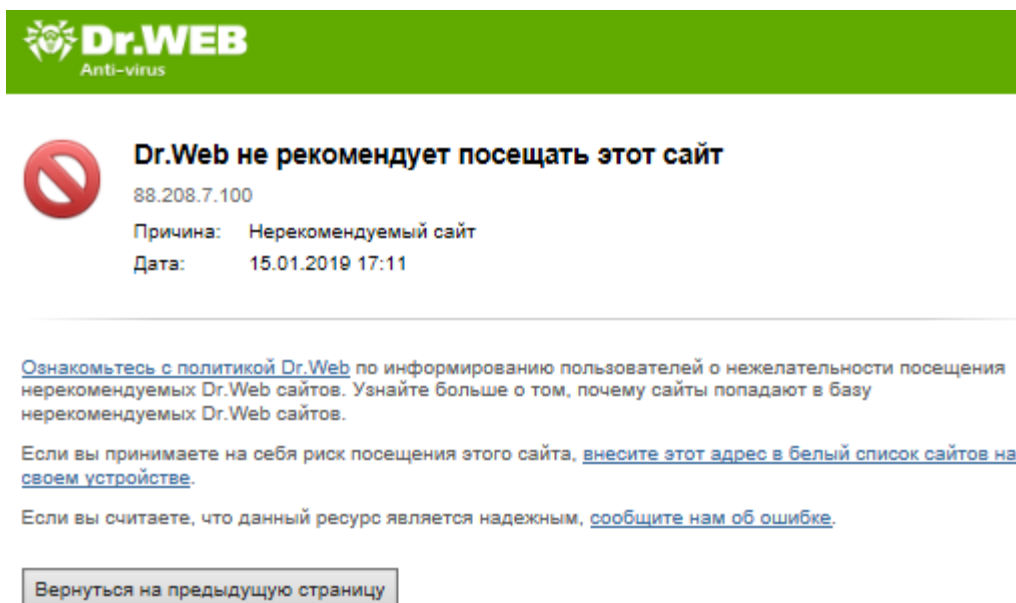 Dr.WEB
Anti-virus
Dr.Web не рекомендует посещать этот сайт
88.208.7.100
Причина: Нерекомендуемый сайт
Дата: 15.01.2019 17:11
Ознакомьтесь с политикой Dr.Web по информированию пользователей о нежелательности посещения
нерекомендуемых Dr.Web сайтов. Узнайте больше о том, почему сайты попадают в базу
нерекомендуемых Dr.Web сайтов.
Если вы принимаете на себя риск посещения этого сайта, внесите этот адрес в белый список сайтов на
своем устройстве.
Если вы считаете, что данный ресурс является надежным, сообщите нам об ошибке.
Вернуться на предыдущую страницу